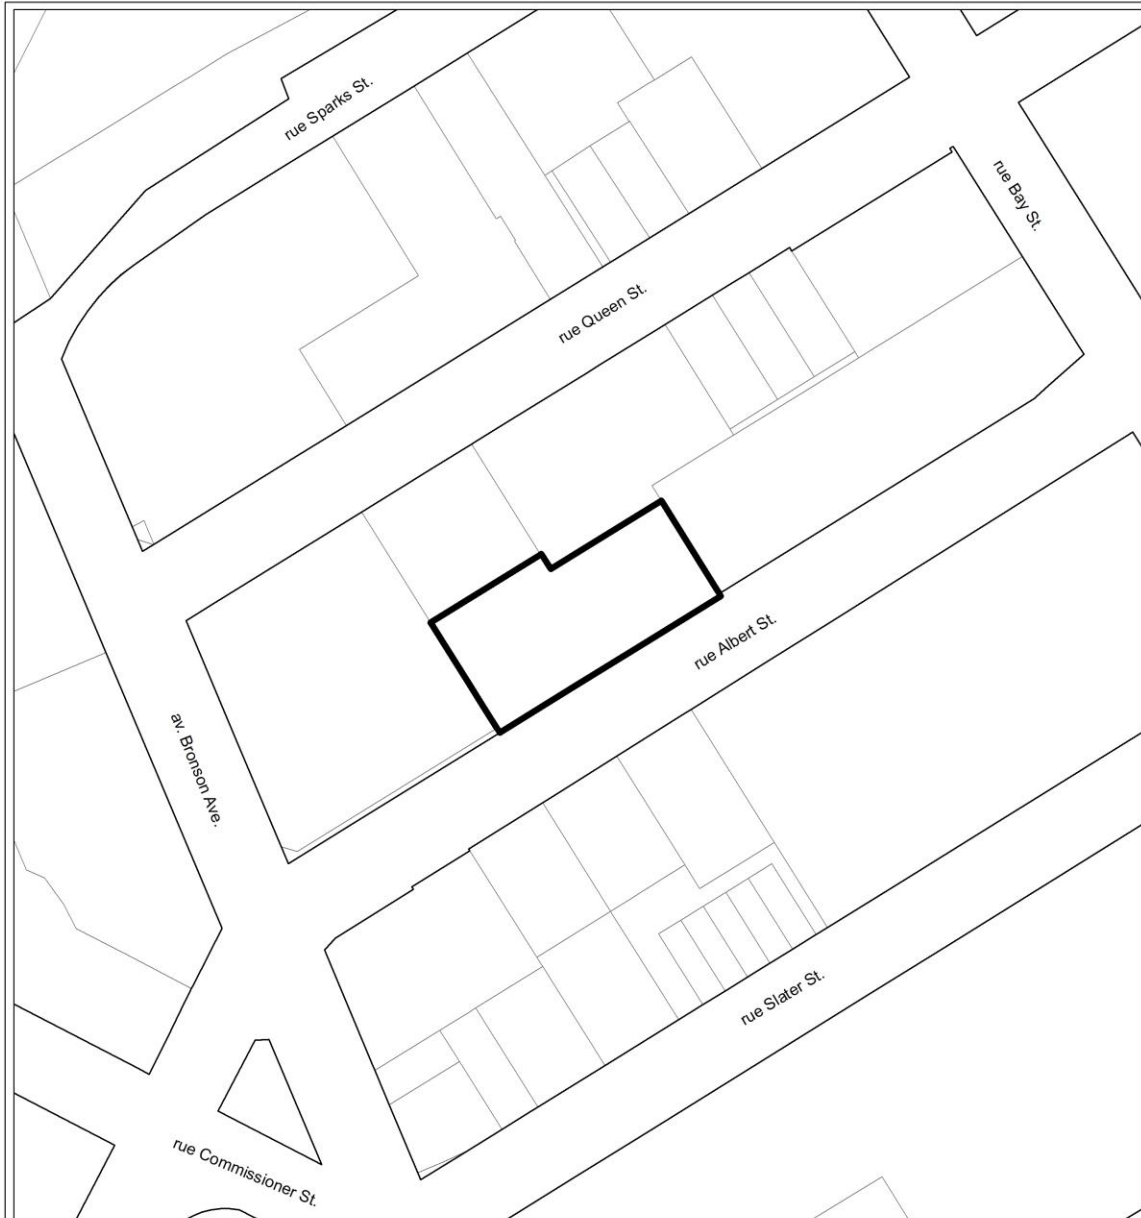 rue Sparks St.
rue Bay St.
rue Queen St.
rue Albert St.
av. Bronson Ave.
rue Slater St.
rue Commissioner St.